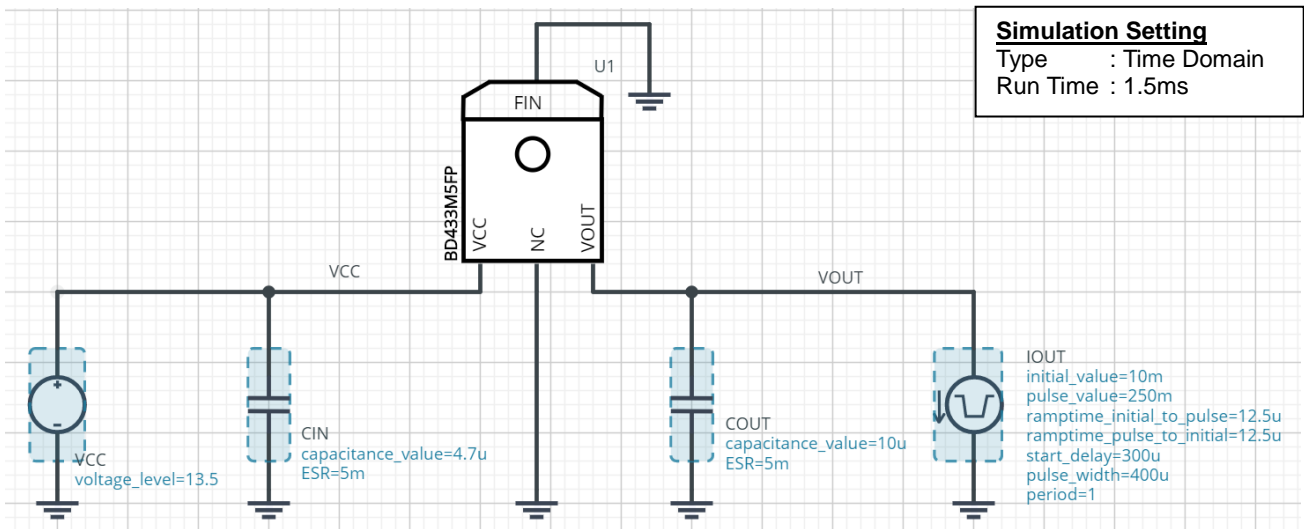 Simulation Setting
Type : Time Domain
Run Time : 1.5ms
U1
FIN
BD433M5FP
VCC
NC
VOUT
VCC
VOUT
VCC
voltage_level=13.5
CIN
capacitance_value=4.7u
ESR=5m
COUT
capacitance_value=10u
ESR=5m
IOUT
initial_value=10m
pulse_value=250m
ramptime_initial_to_pulse=12.5u
ramptime_pulse_to_initial=12.5u
start_delay=300u
pulse_width=400u
period=1